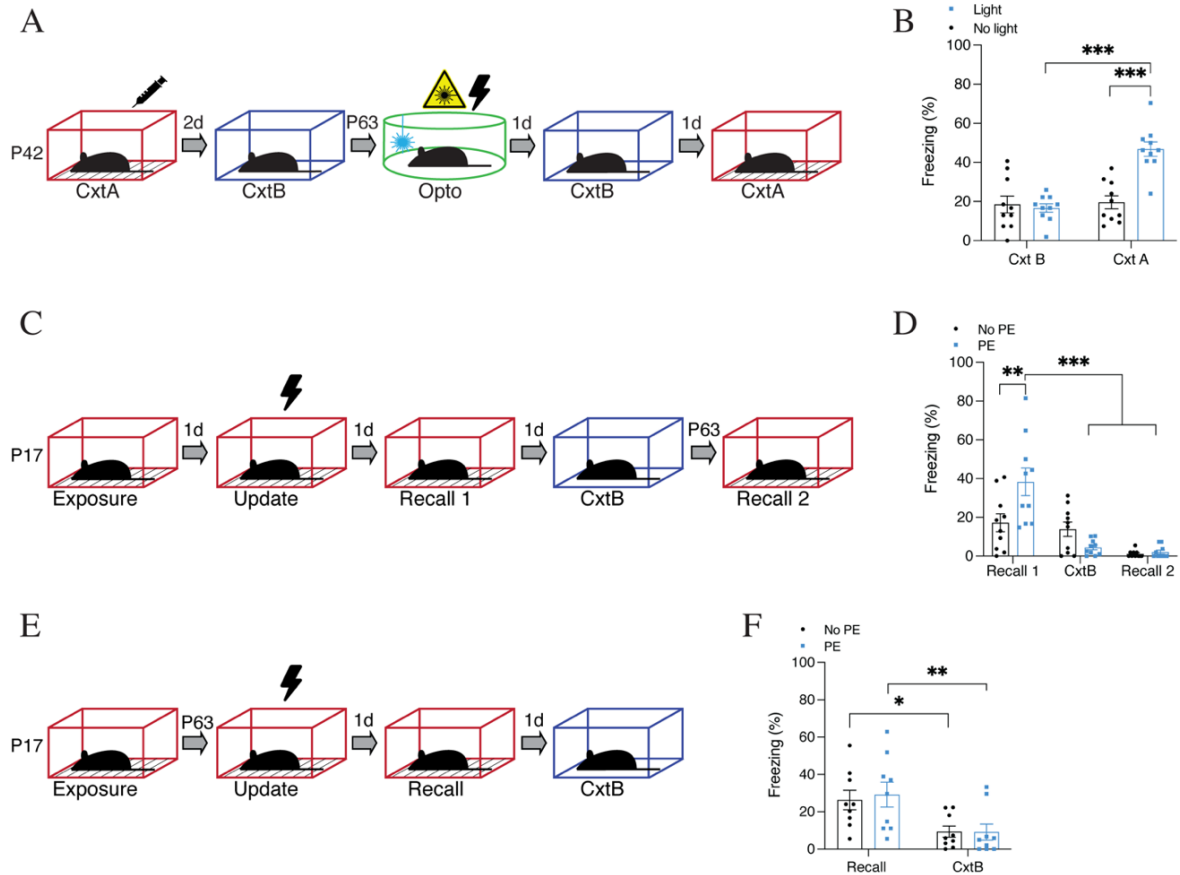 A
P42
2d
P63
1d
1d
CxtA
CxtB
Opto
CxtB
CxtA
B
Light
No light
***
***
Freezing (%)
100
80
60
40
20
0
Cxt B
Cxt A
C
P17
1d
1d
1d
P63
Exposure
Update
Recall 1
CxtB
Recall 2
D
No PE
PE
**
***
Freezing (%)
100
80
60
40
20
0
Recall 1
CxtB
Recall 2
E
P17
P63
1d
1d
Exposure
Update
Recall
CxtB
F
No PE
PE
*
**
Freezing (%)
100
80
60
40
20
0
Recall
CxtB